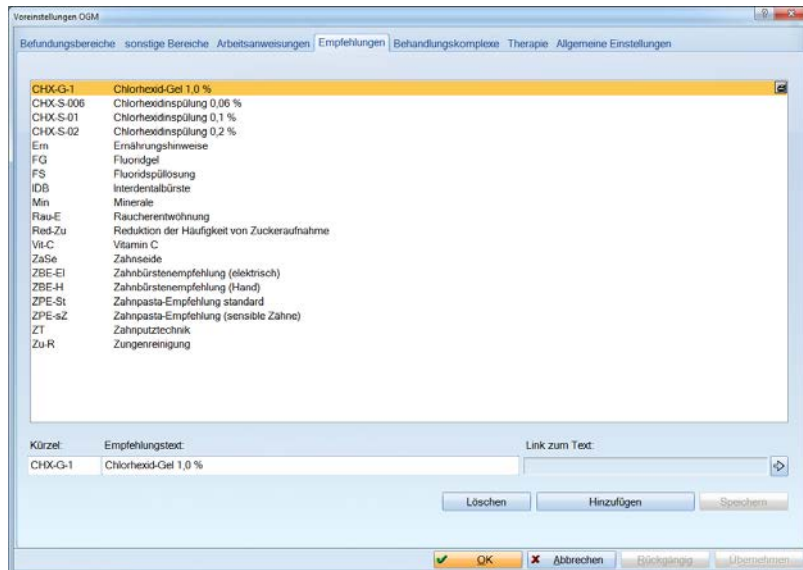 Voreinstellungen OGM
Befundungsbereiche sonstige Bereiche Arbeitsanweisungen Empfehlungen Behandlungskomplexe Therapie Allgemeine Einstellungen
CHX-G-1 Chlorhexid-Gel 1,0 %
CHX-S-006 Chlorhexidinspülung 0,06 %
CHX-S-01 Chlorhexidinspülung 0,1 %
CHX-S-02 Chlorhexidinspülung 0,2 %
Ern Ernährungshinweise
FG Fluoridgel
FS Fluoridspüllösung
IDB Interdentalbürste
Min Minerale
Rau-E Raucherentwöhnung
Red-Zu Reduktion der Häufigkeit von Zuckeraufnahme
Vit-C Vitamin C
ZaSe Zahnseide
ZBE-El Zahnbürstenempfehlung (elektrisch)
ZBE-H Zahnbürstenempfehlung (Hand)
ZPE-St Zahnpasta-Empfehlung standard
ZPE-sZ Zahnpasta-Empfehlung (sensible Zähne)
ZT Zahnputztechnik
Zu-R Zungenreinigung
Kürzel: Empfehlungstext: Link zum Text:
CHX-G-1 Chlorhexid-Gel 1,0 %
Löschen Hinzufügen Speichern
OK Abbrechen Rückgängig Übernehmen